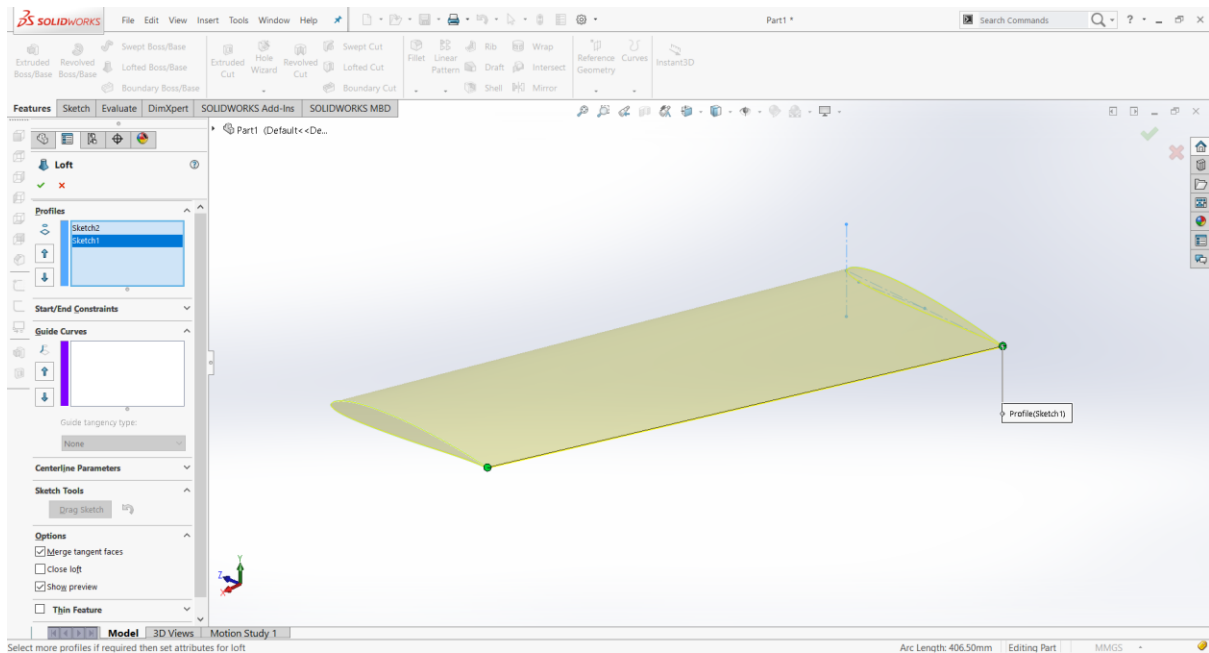 SOLIDWORKS File Edit View Insert Tools Window Help Part1 * Search Commands ?
Extruded Boss/Base Revolved Boss/Base Swept Boss/Base Lofted Boss/Base Boundary Boss/Base Extruded Cut Hole Wizard Revolved Cut Swept Cut Lofted Cut Boundary Cut Fillet Linear Pattern Rib Draft Shell Wrap Intersect Mirror Reference Geometry Curves Instant3D
Features Sketch Evaluate DimXpert SOLIDWORKS Add-Ins SOLIDWORKS MBD
Part1 (Default<<De...
Loft
Profiles
Sketch2
Sketch1
Start/End Constraints
Guide Curves
Guide tangency type:
None
Centerline Parameters
Sketch Tools
Drag Sketch
Options
Merge tangent faces
Close loft
Show preview
Thin Feature
Profile(Sketch1)
Y
Z
X
Model 3D Views Motion Study 1
Select more profiles if required then set attributes for loft Arc Length: 406.50mm Editing Part MMGS